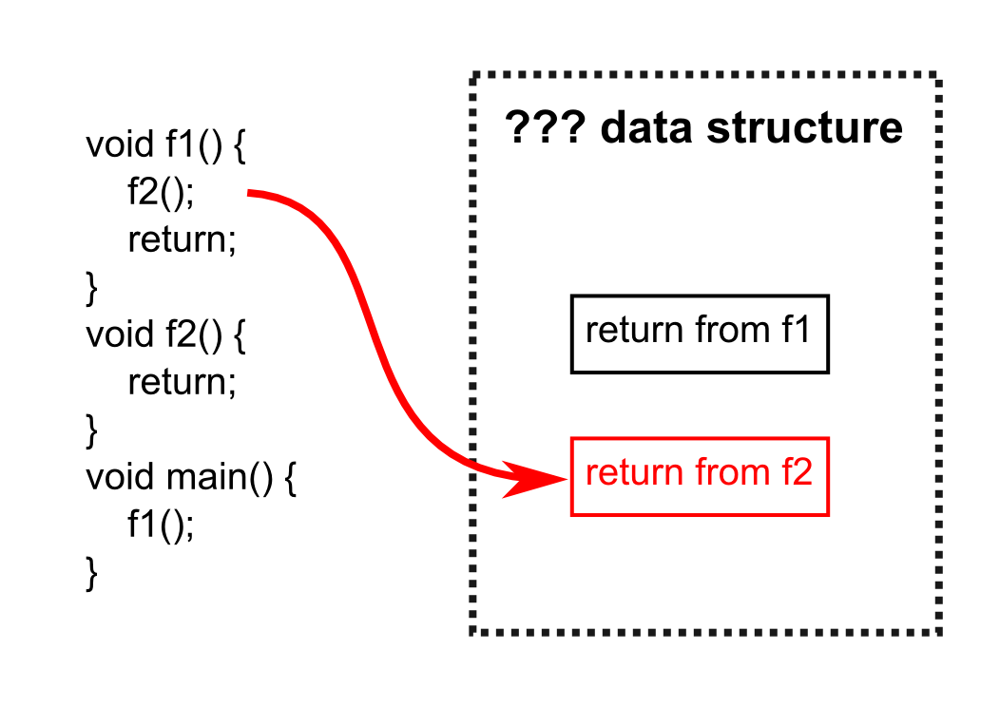 void f1() {
f2();
return;
}
void f2() {
return;
}
void main() {
f1();
}
??? data structure
return from f1
return from f2